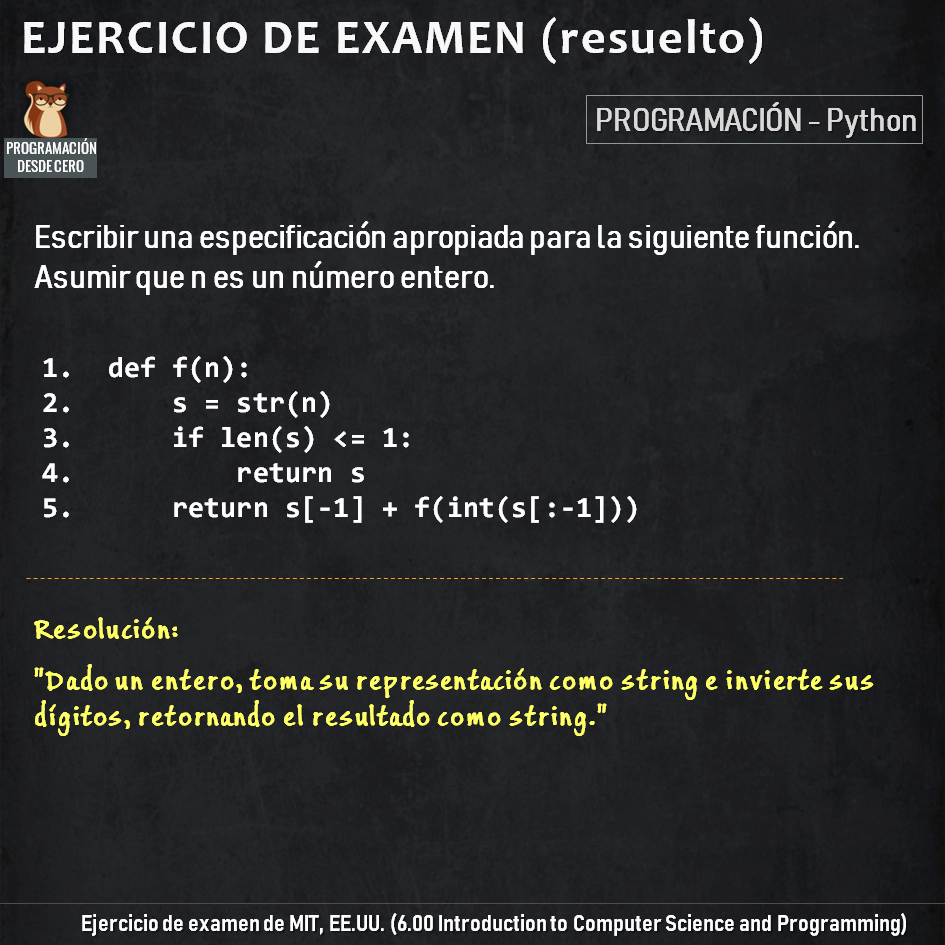 EJERCICIO DE EXAMEN (resuelto)
PROGRAMACIÓN
DESDE CERO
PROGRAMACIÓN - Python
Escribir una especificación apropiada para la siguiente función.
Asumir que n es un número entero.
1. def f(n):
2.     s = str(n)
3.     if len(s) <= 1:
4.         return s
5.     return s[-1] + f(int(s[:-1]))
Resolución:
"Dado un entero, toma su representación como string e invierte sus
dígitos, retornando el resultado como string."
Ejercicio de examen de MIT, EE.UU. (6.00 Introduction to Computer Science and Programming)